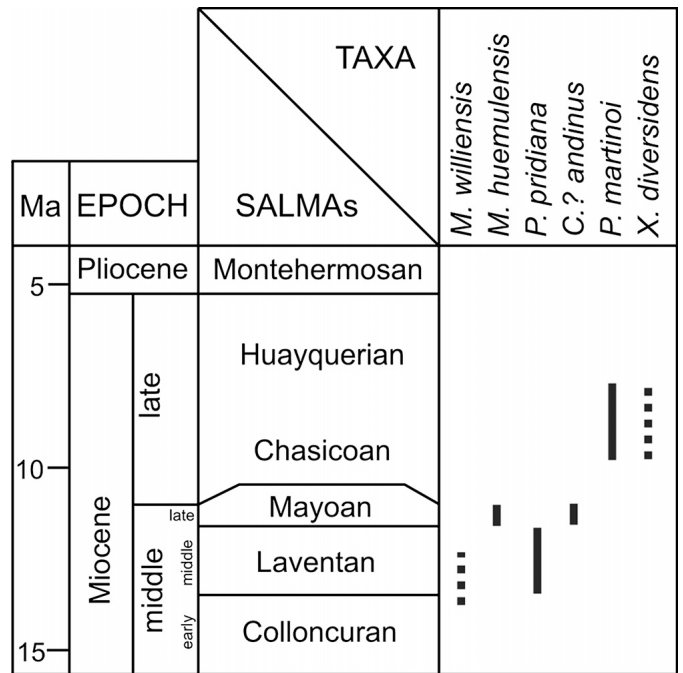 TAXA
M. williensis
M. huemulensis
P. pridiana
C.? andinus
P. martinoi
X. diversidens
Ma
EPOCH
SALMAs
Pliocene
Montehermosan
5
Huayquerian
late
Chasicoan
10
Mayoan
late
Miocene
middle
middle
Laventan
early
Colloncuran
15